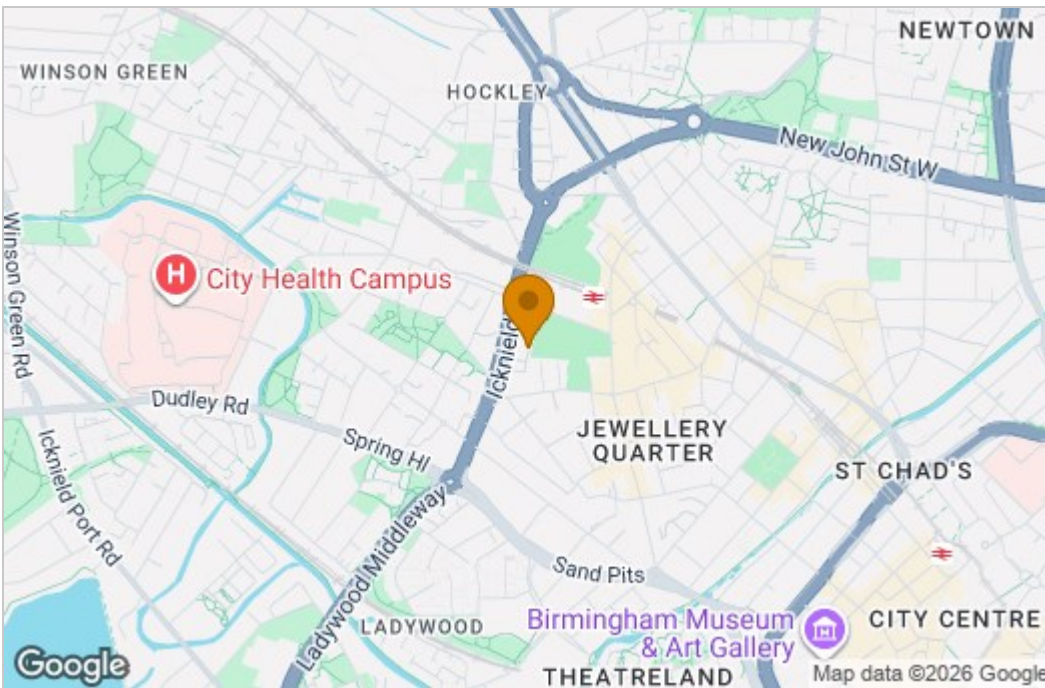 NEWTOWN
WINSON GREEN
HOCKLEY
New John St W
Winson Green Rd
H
City Health Campus
Icknield
Dudley Rd
JEWELLERY
QUARTER
Spring Hl
ST CHAD'S
Icknield Port Rd
Ladywood Middleway
Sand Pits
Birmingham Museum
& Art Gallery
CITY CENTRE
LADYWOOD
THEATRELAND
Google
Map data ©2026 Google